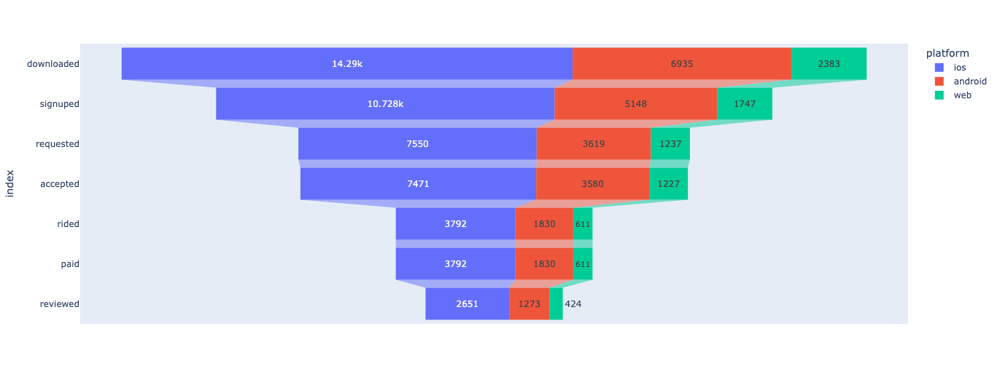 downloaded 14.29k 6935 2383
signuped 10.728k 5148 1747
requested 7550 3619 1237
accepted 7471 3580 1227
rided 3792 1830 611
paid 3792 1830 611
reviewed 2651 1273 424
index
platform
ios
android
web